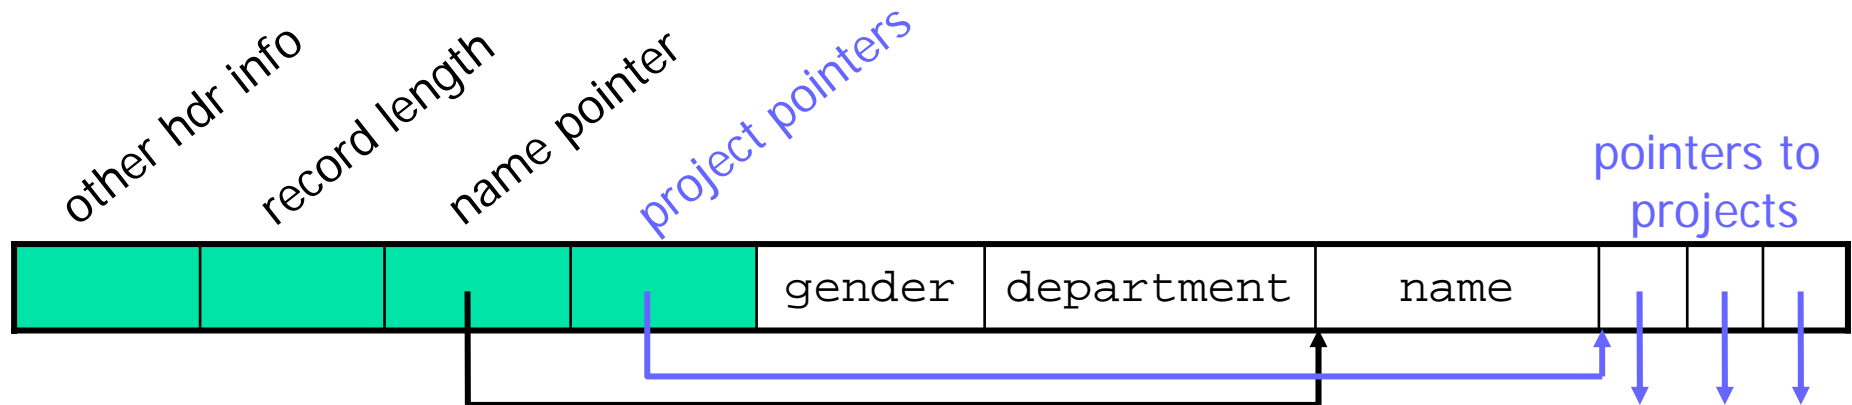 other hdr info
record length
name pointer
project pointers
pointers to
projects
gender
department
name